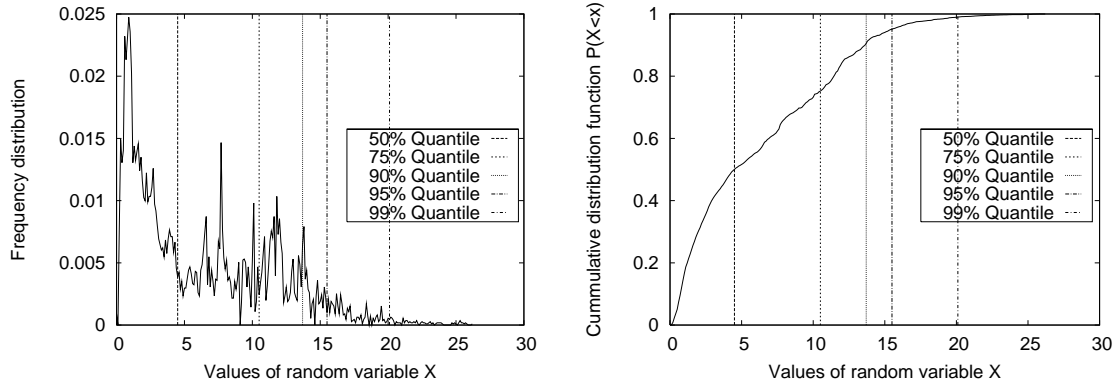 Frequency distribution
0.025
0.02
0.015
0.01
0.005
0
0 5 10 15 20 25 30
Values of random variable X
50% Quantile
75% Quantile
90% Quantile
95% Quantile
99% Quantile
Cummulative distribution function P(X<x)
1
0.8
0.6
0.4
0.2
0
0 5 10 15 20 25 30
Values of random variable X
50% Quantile
75% Quantile
90% Quantile
95% Quantile
99% Quantile